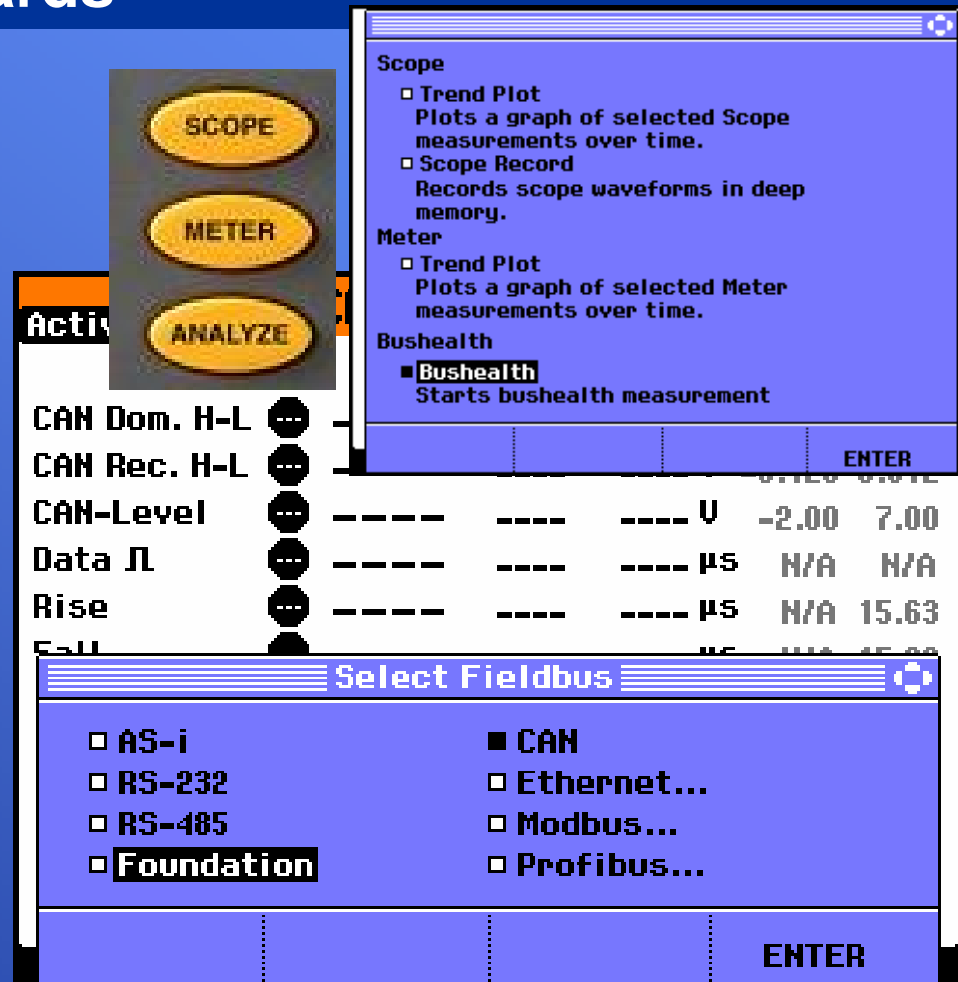 SCOPE
METER
ANALYZE
Scope
Trend Plot
Plots a graph of selected Scope
measurements over time.
Scope Record
Records scope waveforms in deep
memory.
Meter
Trend Plot
Plots a graph of selected Meter
measurements over time.
Bushealth
Bushealth
Starts bushealth measurement
ENTER
CAN Dom. H-L
CAN Rec. H-L
CAN-Level ---- ---- ---- V -2.00 7.00
Data ---- ---- ---- µs N/A N/A
Rise ---- ---- ---- µs N/A 15.63
Select Fieldbus
AS-i
RS-232
RS-485
Foundation
CAN
Ethernet...
Modbus...
Profibus...
ENTER